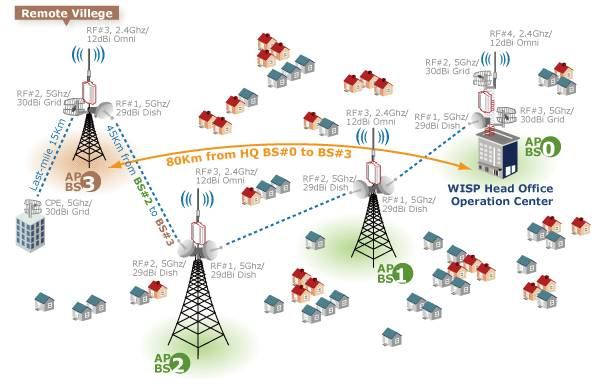 Remote Villege
RF#3, 2.4Ghz/
12dBi Omni
RF#2, 5Ghz/
30dBi Grid
RF#1, 5Ghz/
29dBi Dish
Last-mile 15Km
45Km from BS#2 to BS#3
AP
BS 3
CPE, 5Ghz/
30dBi Grid
80Km from HQ BS#0 to BS#3
RF#3, 2.4Ghz/
12dBi Omni
RF#2, 5Ghz/
29dBi Dish
RF#1, 5Ghz/
29dBi Dish
AP
BS 2
RF#3, 2.4Ghz/
12dBi Omni
RF#2, 5Ghz/
29dBi Dish
RF#1, 5Ghz/
29dBi Dish
AP
BS 1
RF#4, 2.4Ghz/
12dBi Omni
RF#2, 5Ghz/
30dBi Grid
RF#1, 5Ghz/
29dBi Dish
RF#3, 5Ghz/
30dBi Grid
AP
BS 0
WISP Head Office
Operation Center